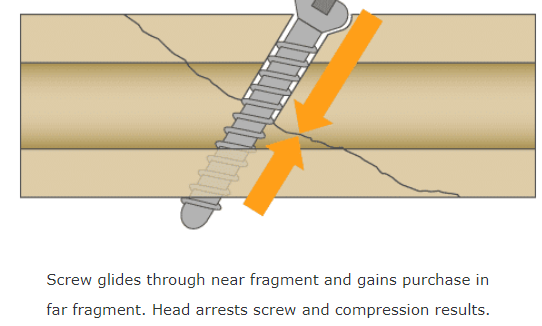 Screw glides through near fragment and gains purchase in
far fragment. Head arrests screw and compression results.